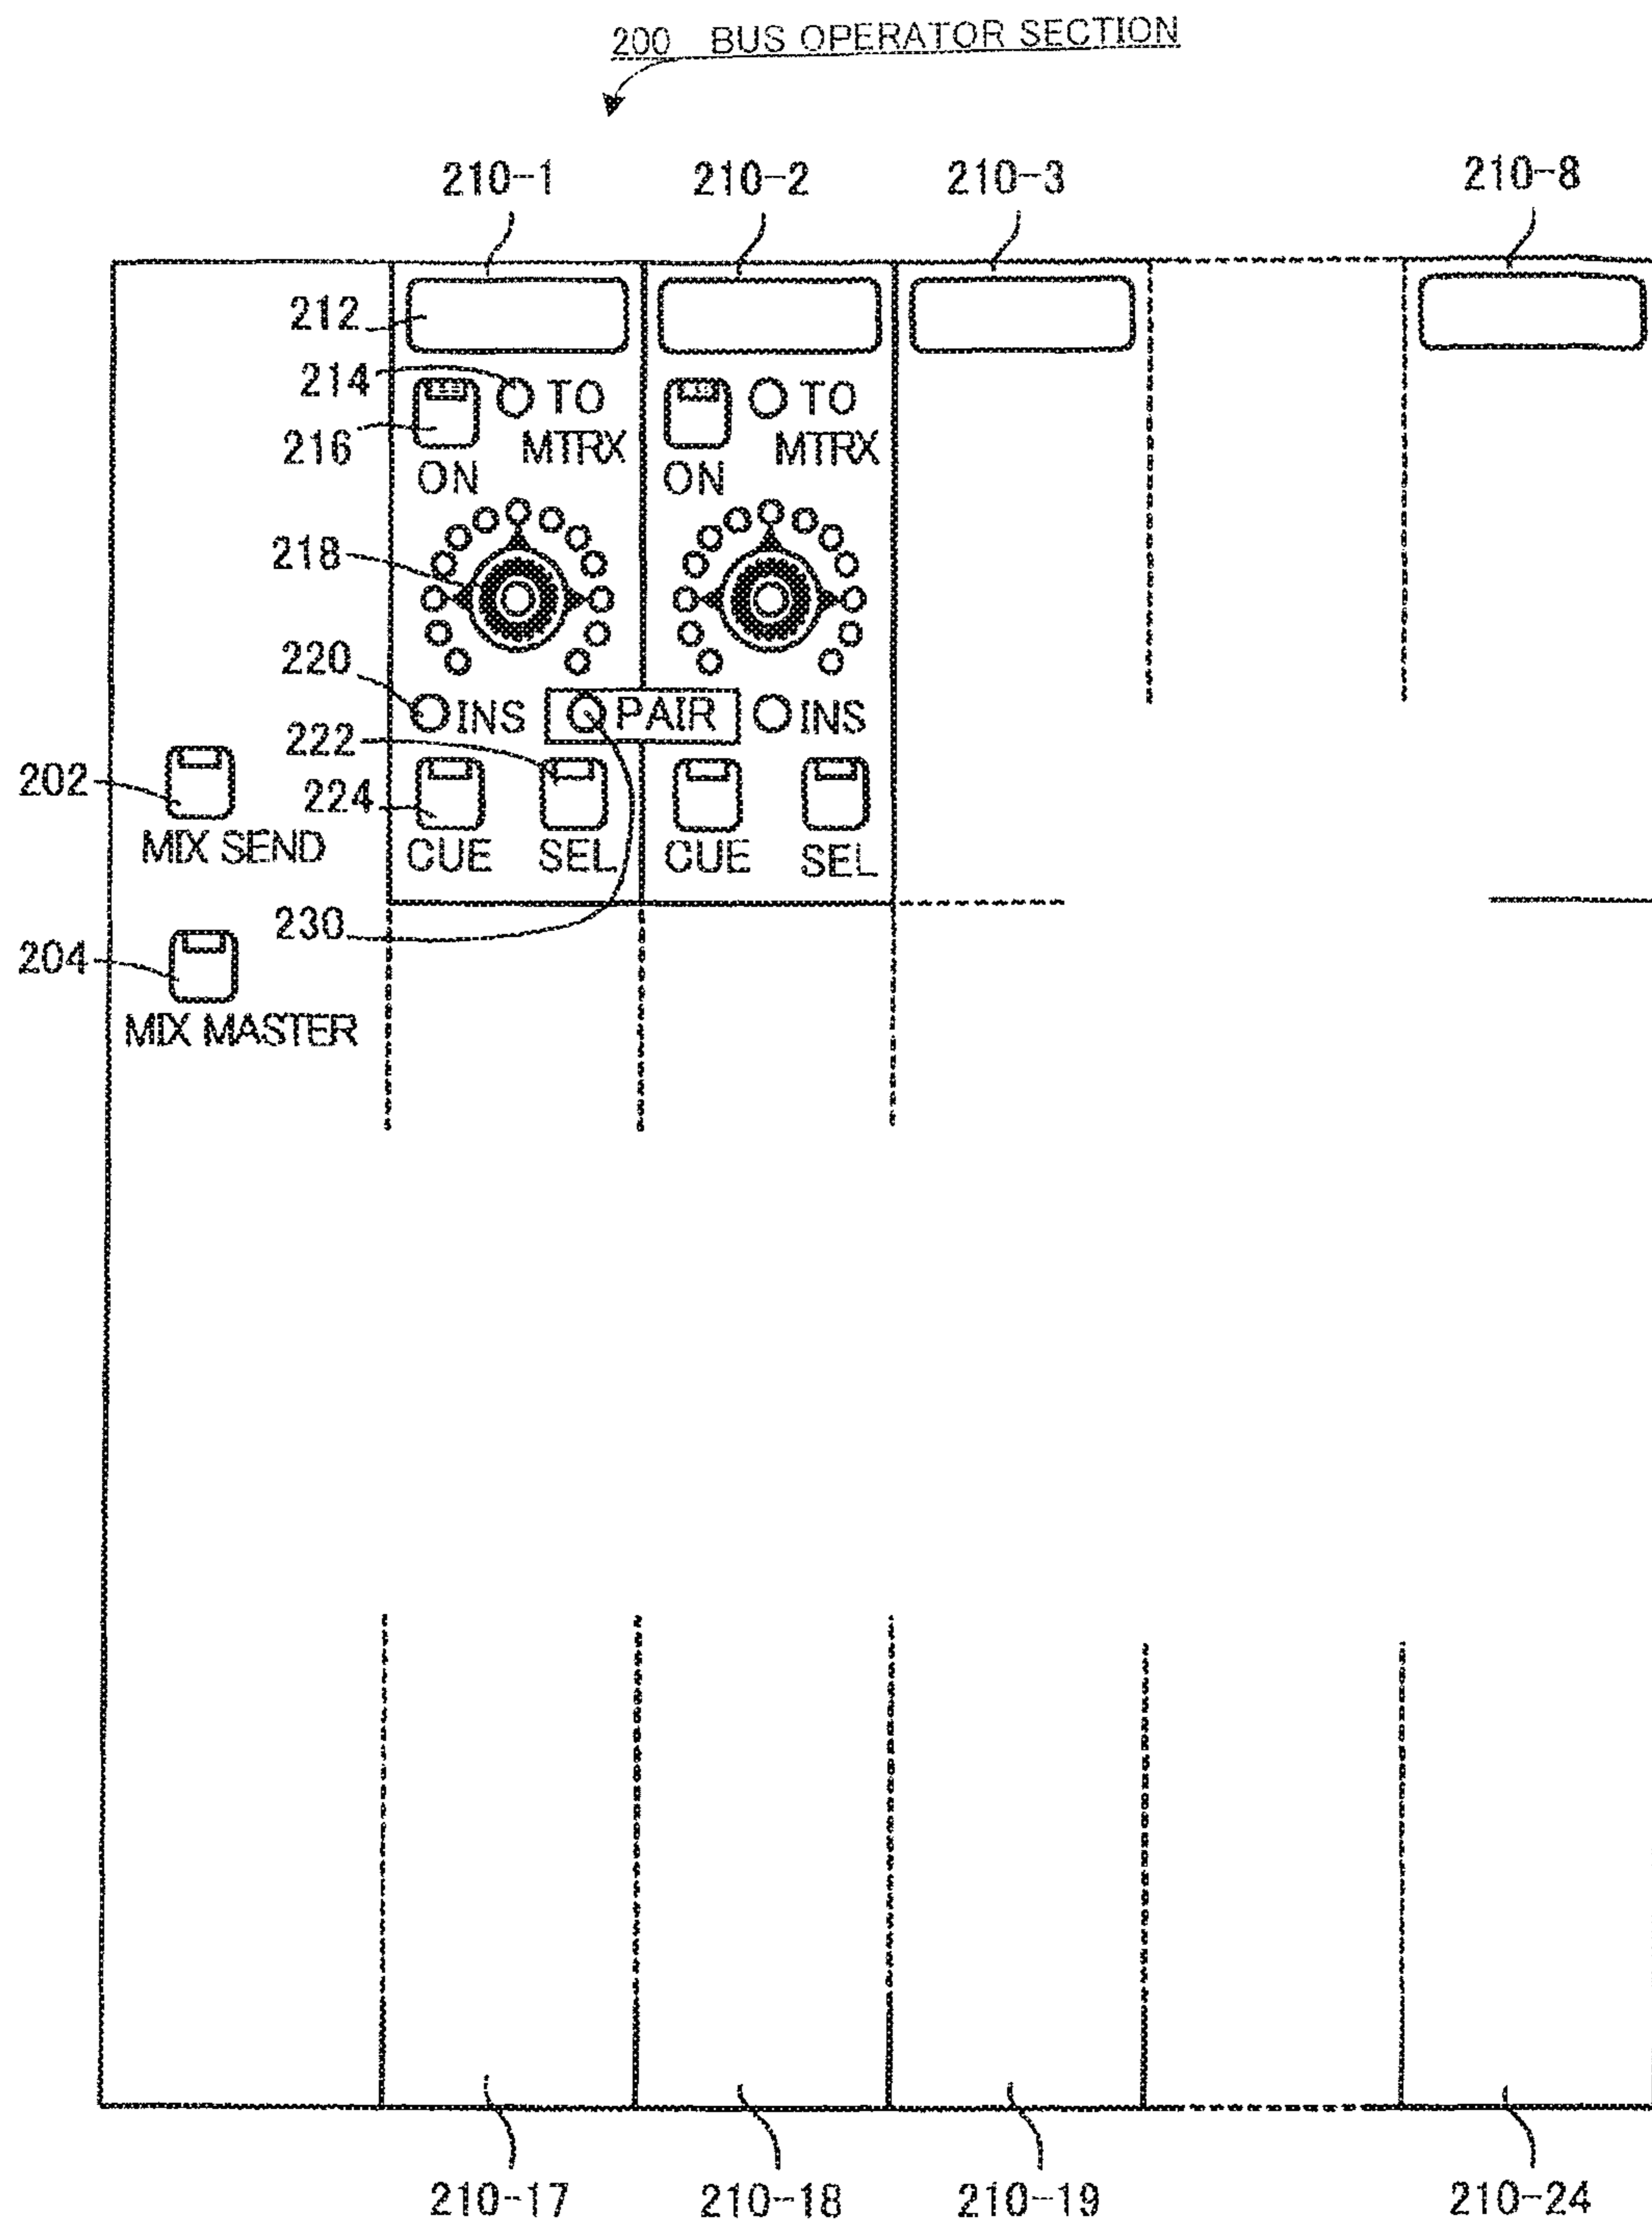 200 BUS OPERATOR SECTION
210-1 210-2 210-3 210-8
212
214 TO TO
216 MTRX MTRX
ON ON
218
220 INS PAIR INS
222
202 224
MIX SEND CUE SEL CUE SEL
230
204
MIX MASTER
210-17 210-18 210-19 210-24